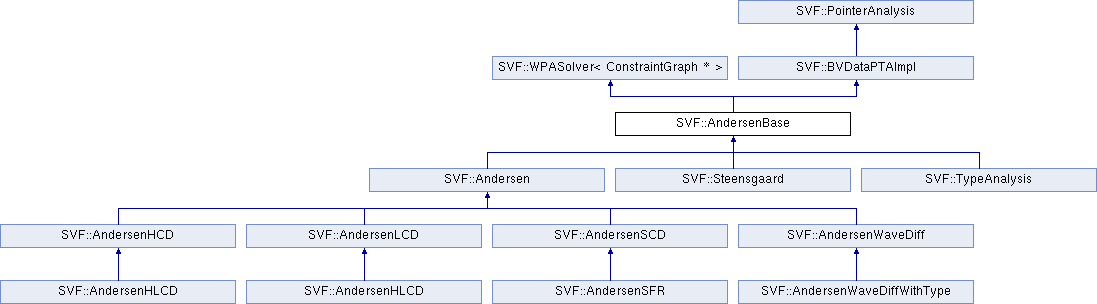 SVF::PointerAnalysis
SVF::WPASolver< ConstraintGraph * >
SVF::BVDataPTAImpl
SVF::AndersenBase
SVF::Andersen
SVF::Steensgaard
SVF::TypeAnalysis
SVF::AndersenHCD
SVF::AndersenLCD
SVF::AndersenSCD
SVF::AndersenWaveDiff
SVF::AndersenHLCD
SVF::AndersenHLCD
SVF::AndersenSFR
SVF::AndersenWaveDiffWithType